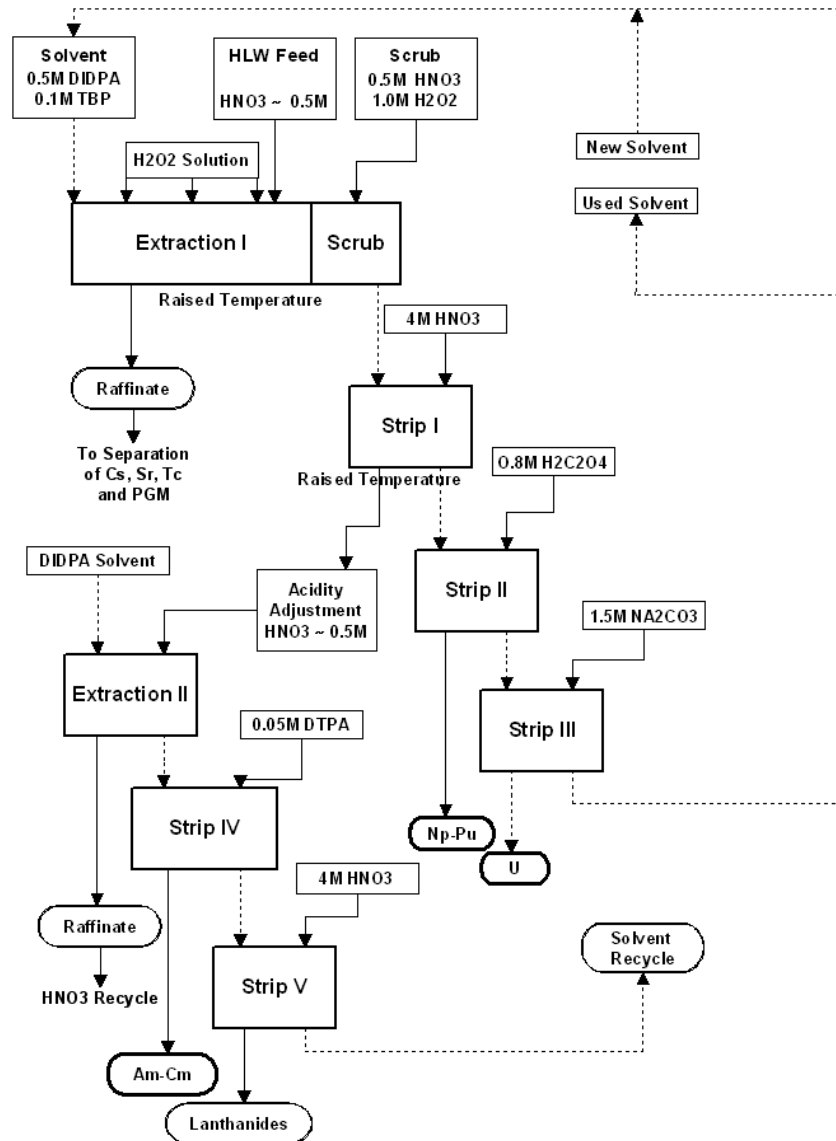 Solvent
0.5M DIDPA
0.1M TBP
HLW Feed
HNO3 ~ 0.5M
Scrub
0.5M HNO3
1.0M H2O2
H2O2 Solution
New Solvent
Used Solvent
Extraction I
Scrub
Raised Temperature
4M HNO3
Raffinate
Strip I
To Separation
of Cs, Sr, Tc
and PGM
Raised Temperature
0.8M H2C2O4
DIDPA Solvent
Acidity
Adjustment
HNO3 ~ 0.5M
Strip II
1.5M NA2CO3
Extraction II
0.05M DTPA
Strip III
Strip IV
Np-Pu
U
4M HNO3
Raffinate
Solvent
Recycle
HNO3 Recycle
Strip V
Am-Cm
Lanthanides